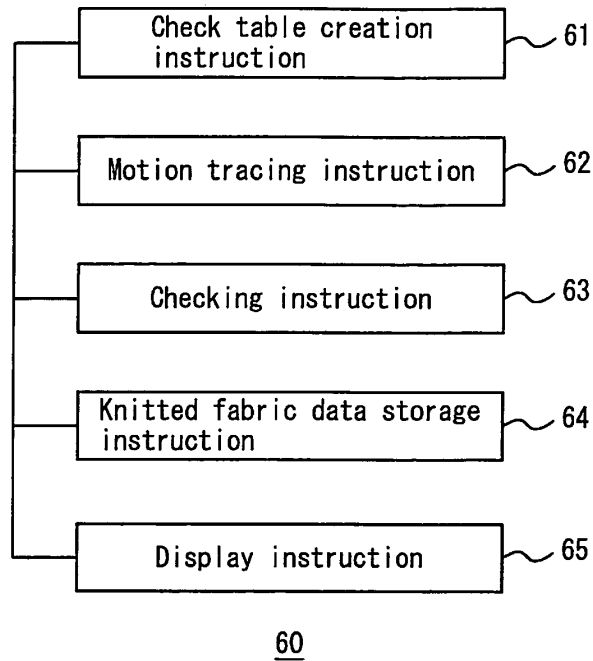 Check table creation
instruction
61
Motion tracing instruction
62
Checking instruction
63
Knitted fabric data storage
instruction
64
Display instruction
65
60